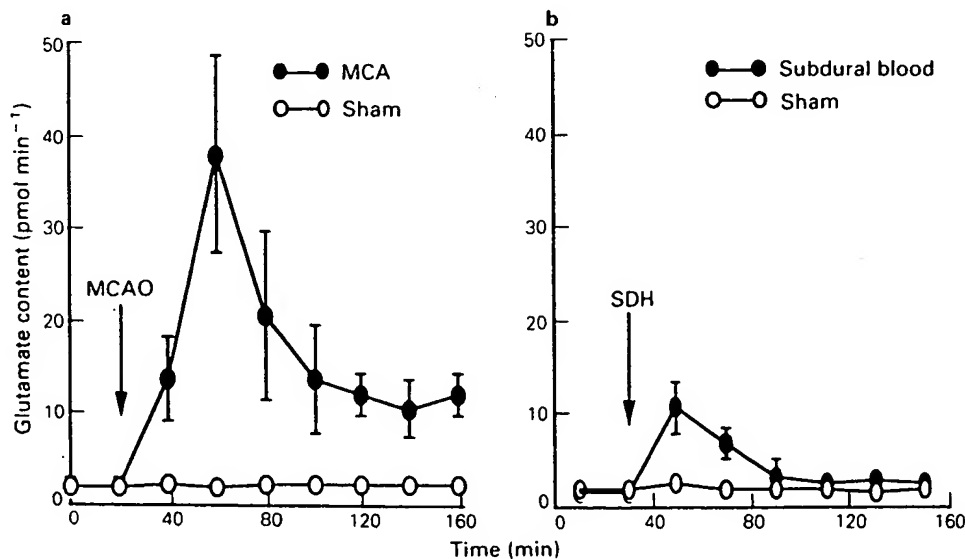 a
50
40
30
20
10
0
Glutamate content (pmol min⁻¹)
MCA
Sham
MCAO
0
40
80
120
160
b
50
40
30
20
10
0
Subdural blood
Sham
SDH
0
40
80
120
160
Time (min)